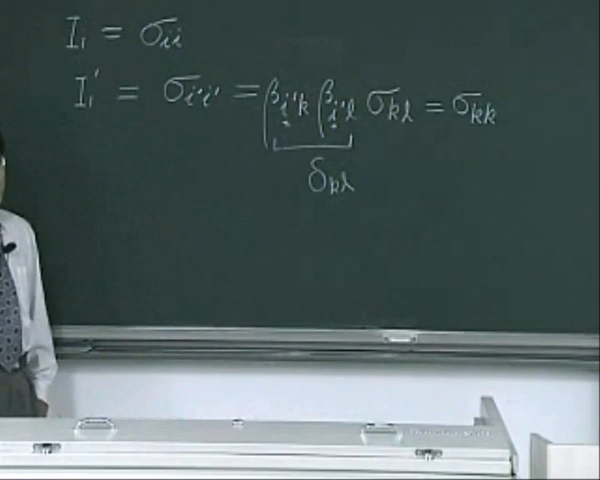 I₁ = σᵢᵢ
I₁' = σᵢ'ᵢ' = βᵢ'ₖ βᵢ'ₗ σₖₗ = σₖₖ
δₖₗ